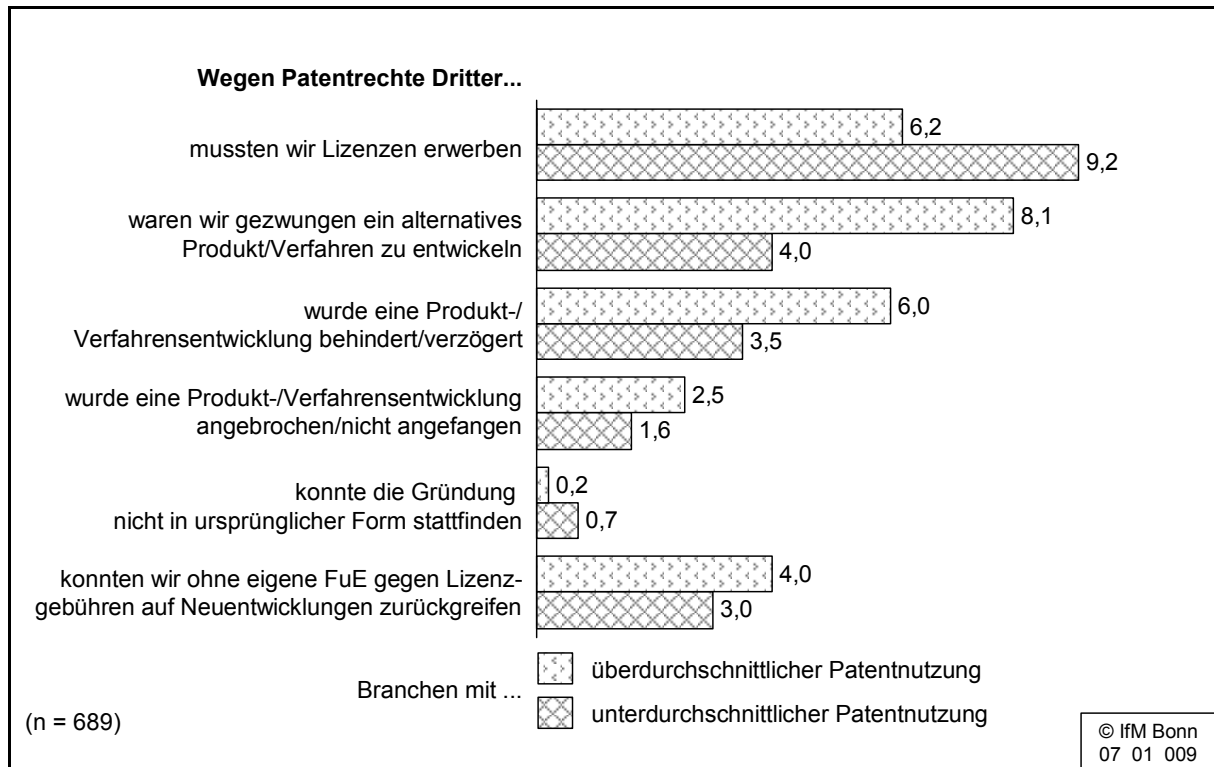 Wegen Patentrechte Dritter...
mussten wir Lizenzen erwerben
6,2
9,2
waren wir gezwungen ein alternatives
Produkt/Verfahren zu entwickeln
8,1
4,0
wurde eine Produkt-/
Verfahrensentwicklung behindert/verzögert
6,0
3,5
wurde eine Produkt-/Verfahrensentwicklung
angebrochen/nicht angefangen
2,5
1,6
konnte die Gründung
nicht in ursprünglicher Form stattfinden
0,2
0,7
konnten wir ohne eigene FuE gegen Lizenz-
gebühren auf Neuentwicklungen zurückgreifen
4,0
3,0
Branchen mit ...
überdurchschnittlicher Patentnutzung
unterdurchschnittlicher Patentnutzung
(n = 689)
© IfM Bonn
07 01 009